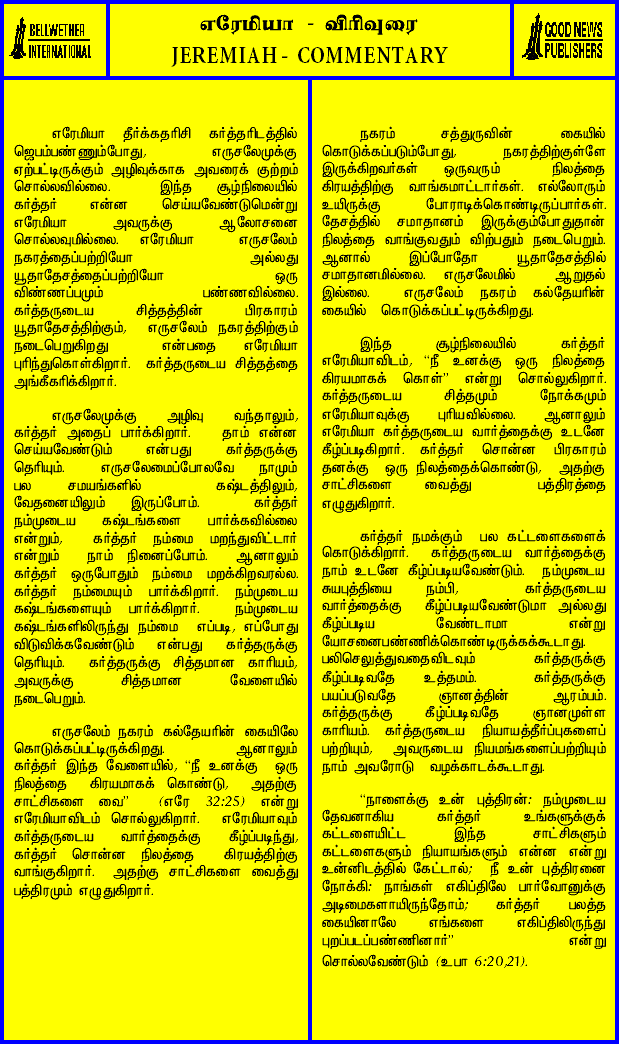 BELLWETHER
INTERNATIONAL
எரேமியா - விரிவுரை
JEREMIAH - COMMENTARY
GOOD NEWS
PUBLISHERS
எரேமியா தீர்க்கதரிசி கர்த்தரிடத்தில்
ஜெபம்பண்ணும்போது, எருசலேமுக்கு
ஏற்பட்டிருக்கும் அழிவுக்காக அவரைக் குற்றம்
சொல்லவில்லை. இந்த சூழ்நிலையில்
கர்த்தர் என்ன செய்யவேண்டுமென்று
எரேமியா அவருக்கு ஆலோசனை
சொல்லவுமில்லை. எரேமியா எருசலேம்
நகரத்தைப்பற்றியோ அல்லது
யூதாதேசத்தைப்பற்றியோ ஒரு
விண்ணப்பமும் பண்ணவில்லை.
கர்த்தருடைய சித்தத்தின் பிரகாரம்
யூதாதேசத்திற்கும், எருசலேம் நகரத்திற்கும்
நடைபெறுகிறது என்பதை எரேமியா
புரிந்துகொள்கிறார். கர்த்தருடைய சித்தத்தை
அங்கீகரிக்கிறார்.
எருசலேமுக்கு அழிவு வந்தாலும்,
கர்த்தர் அதைப் பார்க்கிறார். தாம் என்ன
செய்யவேண்டும் என்பது கர்த்தருக்கு
தெரியும். எருசலேமைப்போலவே நாமும்
பல சமயங்களில் கஷ்டத்திலும்,
வேதனையிலும் இருப்போம். கர்த்தர்
நம்முடைய கஷ்டங்களை பார்க்கவில்லை
என்றும், கர்த்தர் நம்மை மறந்துவிட்டார்
என்றும் நாம் நினைப்போம். ஆனாலும்
கர்த்தர் ஒருபோதும் நம்மை மறக்கிறவரல்ல.
கர்த்தர் நம்மையும் பார்க்கிறார். நம்முடைய
கஷ்டங்களையும் பார்க்கிறார். நம்முடைய
கஷ்டங்களிலிருந்து நம்மை எப்படி, எப்போது
விடுவிக்கவேண்டும் என்பது கர்த்தருக்கு
தெரியும். கர்த்தருக்கு சித்தமான காரியம்,
அவருக்கு சித்தமான வேளையில்
நடைபெறும்.
எருசலேம் நகரம் கல்தேயரின் கையிலே
கொடுக்கப்பட்டிருக்கிறது. ஆனாலும்
கர்த்தர் இந்த வேளையில், “நீ உனக்கு ஒரு
நிலத்தை கிரயமாகக் கொண்டு, அதற்கு
சாட்சிகளை வை” (எரே 32:25) என்று
எரேமியாவிடம் சொல்லுகிறார். எரேமியாவும்
கர்த்தருடைய வார்த்தைக்கு கீழ்ப்படிந்து,
கர்த்தர் சொன்ன நிலத்தை கிரயத்திற்கு
வாங்குகிறார். அதற்கு சாட்சிகளை வைத்து
பத்திரமும் எழுதுகிறார்.
நகரம் சத்துருவின் கையில்
கொடுக்கப்படும்போது, நகரத்திற்குள்ளே
இருக்கிறவர்கள் ஒருவரும் நிலத்தை
கிரயத்திற்கு வாங்கமாட்டார்கள். எல்லோரும்
உயிருக்கு போராடிக்கொண்டிருப்பார்கள்.
தேசத்தில் சமாதானம் இருக்கும்போதுதான்
நிலத்தை வாங்குவதும் விற்பதும் நடைபெறும்.
ஆனால் இப்போதோ யூதாதேசத்தில்
சமாதானமில்லை. எருசலேமில் ஆறுதல்
இல்லை. எருசலேம் நகரம் கல்தேயரின்
கையில் கொடுக்கப்பட்டிருக்கிறது.
இந்த சூழ்நிலையில் கர்த்தர்
எரேமியாவிடம், “நீ உனக்கு ஒரு நிலத்தை
கிரயமாகக் கொள்” என்று சொல்லுகிறார்.
கர்த்தருடைய சித்தமும் நோக்கமும்
எரேமியாவுக்கு புரியவில்லை. ஆனாலும்
எரேமியா கர்த்தருடைய வார்த்தைக்கு உடனே
கீழ்ப்படிகிறார். கர்த்தர் சொன்ன பிரகாரம்
தனக்கு ஒரு நிலத்தைக்கொண்டு, அதற்கு
சாட்சிகளை வைத்து பத்திரத்தை
எழுதுகிறார்.
கர்த்தர் நமக்கும் பல கட்டளைகளைக்
கொடுக்கிறார். கர்த்தருடைய வார்த்தைக்கு
நாம் உடனே கீழ்ப்படியவேண்டும். நம்முடைய
சுயபுத்தியை நம்பி, கர்த்தருடைய
வார்த்தைக்கு கீழ்ப்படியவேண்டுமா அல்லது
கீழ்ப்படிய வேண்டாமா என்று
யோசனைபண்ணிக்கொண்டிருக்கக்கூடாது.
பலிசெலுத்துவதைவிடவும் கர்த்தருக்கு
கீழ்ப்படிவதே உத்தமம். கர்த்தருக்கு
பயப்படுவதே ஞானத்தின் ஆரம்பம்.
கர்த்தருக்கு கீழ்ப்படிவதே ஞானமுள்ள
காரியம். கர்த்தருடைய நியாயத்தீர்ப்புகளைப்
பற்றியும், அவருடைய நியமங்களைப்பற்றியும்
நாம் அவரோடு வழக்காடக்கூடாது.
“நாளைக்கு உன் புத்திரன்: நம்முடைய
தேவனாகிய கர்த்தர் உங்களுக்குக்
கட்டளையிட்ட இந்த சாட்சிகளும்
கட்டளைகளும் நியாயங்களும் என்ன என்று
உன்னிடத்தில் கேட்டால்; நீ உன் புத்திரனை
நோக்கி: நாங்கள் எகிப்திலே பார்வோனுக்கு
அடிமைகளாயிருந்தோம்; கர்த்தர் பலத்த
கையினாலே எங்களை எகிப்திலிருந்து
புறப்படப்பண்ணினார்” என்று
சொல்லவேண்டும் (உபா 6:20,21).